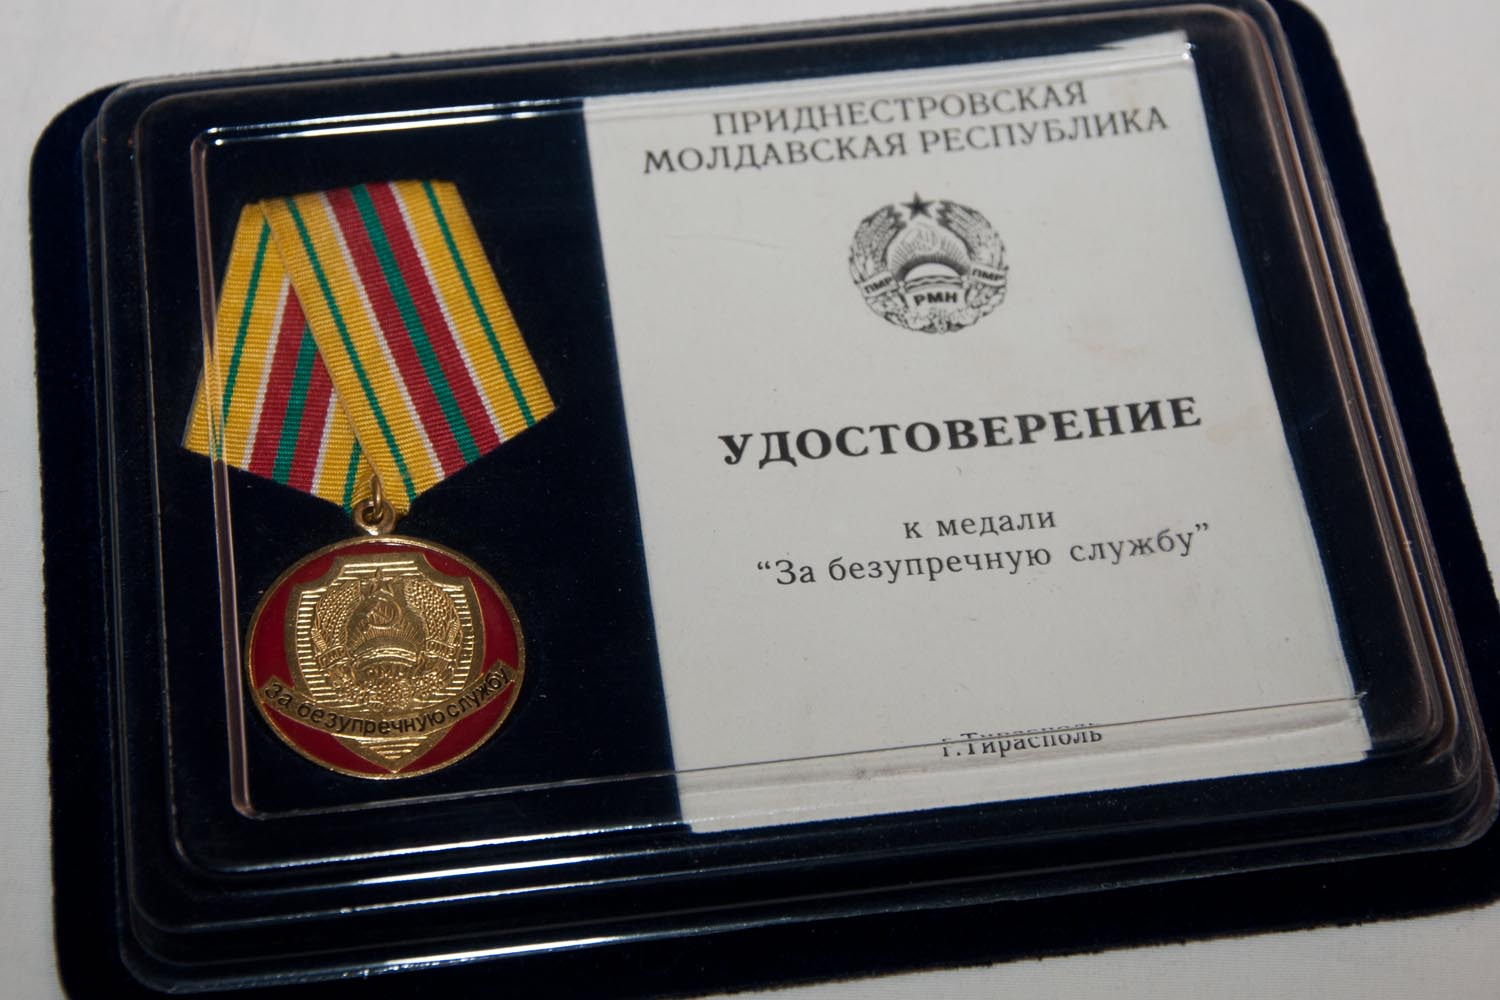 ПРИДНЕСТРОВСКАЯ
МОЛДАВСКАЯ РЕСПУБЛИКА
ПМР ПМР
РМН
УДОСТОВЕРЕНИЕ
к медали
“За безупречную службу”
г.Тирасполь
За безупречную службу